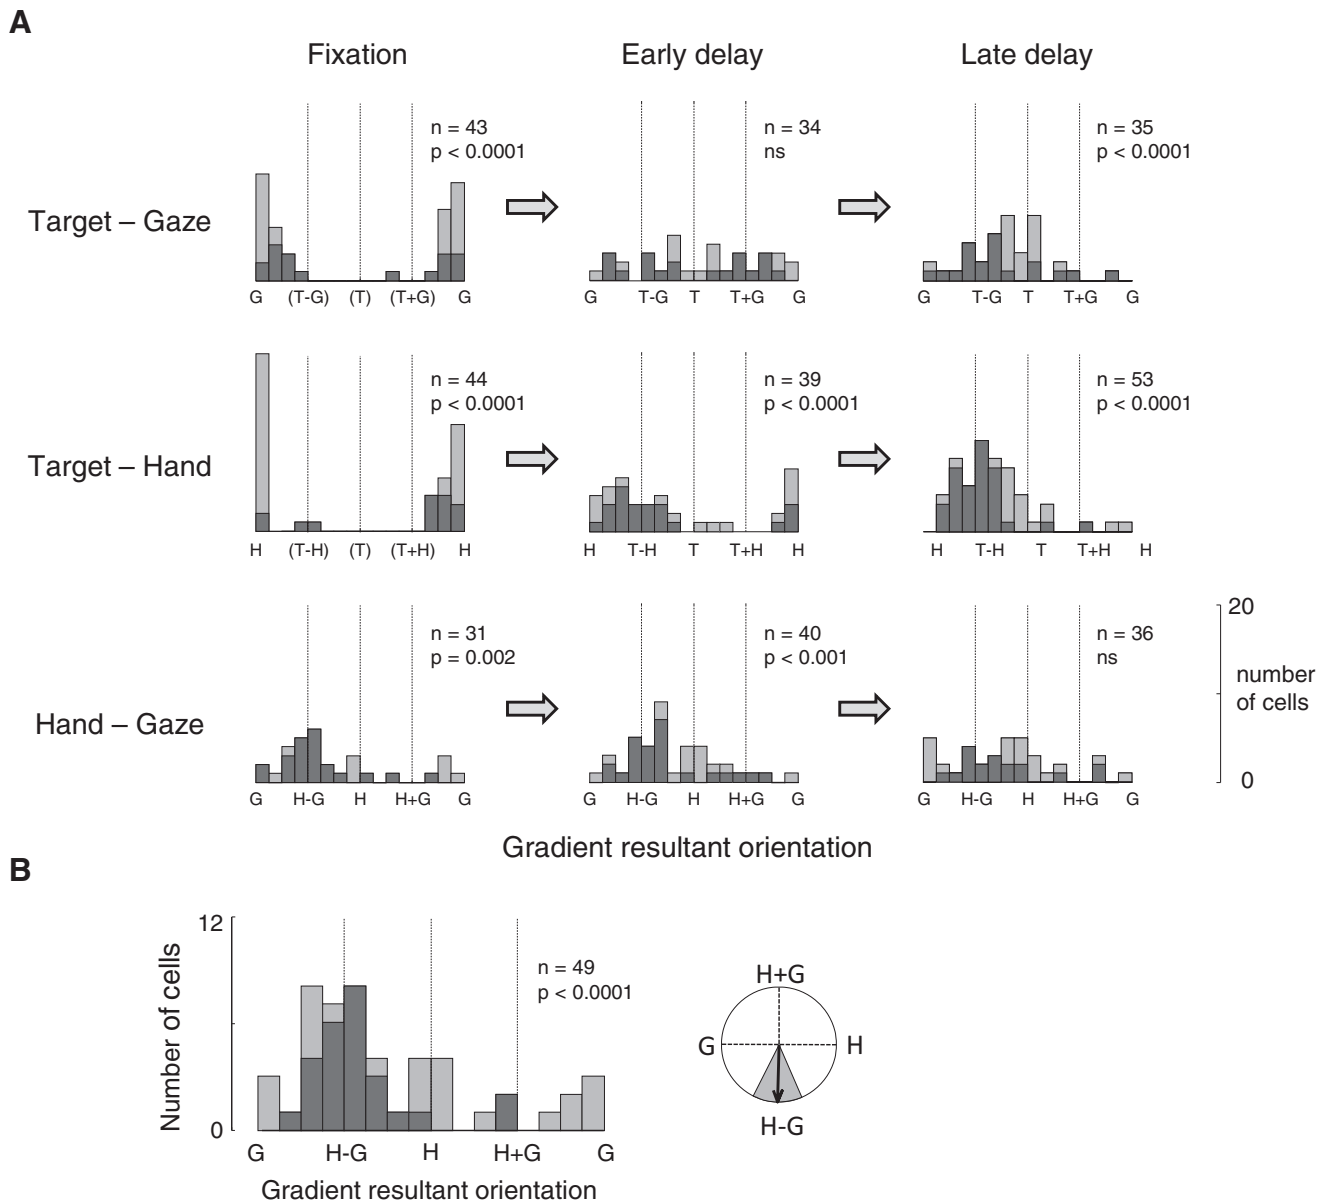 A
Fixation Early delay Late delay
Target – Gaze
n = 43
p < 0.0001
G (T-G) (T) (T+G) G
n = 34
ns
G T-G T T+G G
n = 35
p < 0.0001
G T-G T T+G G
Target – Hand
n = 44
p < 0.0001
H (T-H) (T) (T+H) H
n = 39
p < 0.0001
H T-H T T+H H
n = 53
p < 0.0001
H T-H T T+H H
Hand – Gaze
n = 31
p = 0.002
G H-G H H+G G
n = 40
p < 0.001
G H-G H H+G G
n = 36
ns
G H-G H H+G G
20
number
of cells
0
Gradient resultant orientation
B
Number of cells
12
0
n = 49
p < 0.0001
G H-G H H+G G
Gradient resultant orientation
H+G
G H
H-G